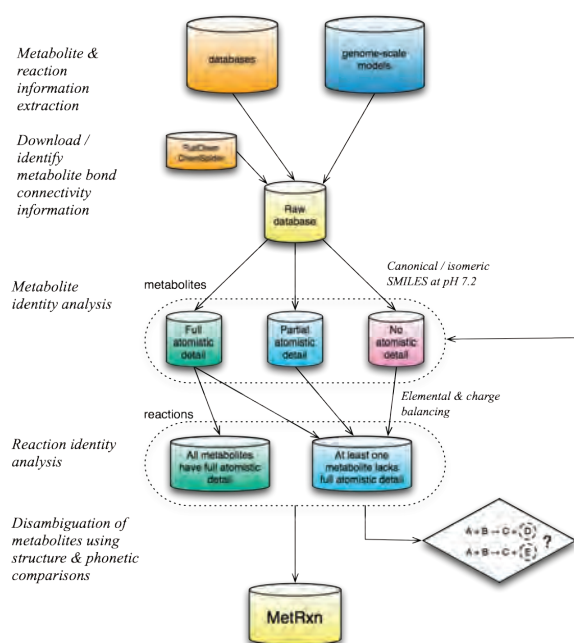 Metabolite &
reaction
information
extraction
databases
genome-scale
models
Download /
identify
metabolite bond
connectivity
information
PubChem
ChemSpider
Raw
database
Canonical / isomeric
SMILES at pH 7.2
Metabolite
identity analysis
metabolites
Full
atomistic
detail
Partial
atomistic
detail
No
atomistic
detail
Elemental & charge
balancing
reactions
Reaction identity
analysis
All metabolites
have full atomistic
detail
At least one
metabolite lacks
full atomistic detail
Disambiguation of
metabolites using
structure & phonetic
comparisons
A + B → C + D
A + B → C + E
?
MetRxn